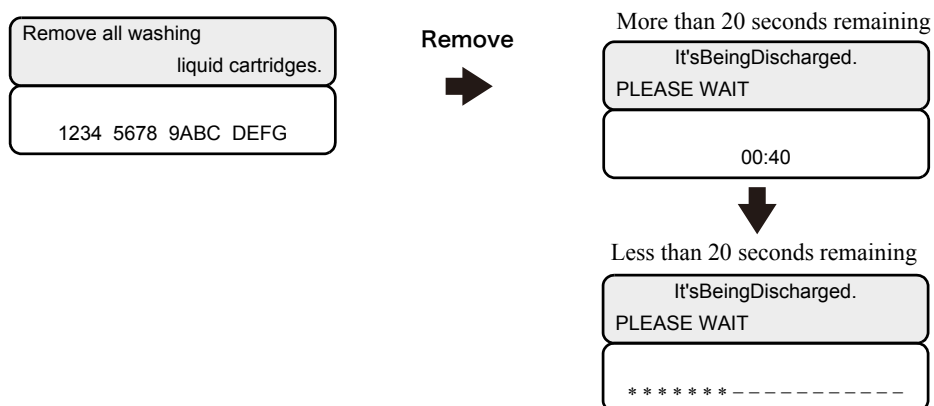 Remove all washing
liquid cartridges.
1234 5678 9ABC DEFG
Remove
More than 20 seconds remaining
It'sBeingDischarged.
PLEASE WAIT
00:40
Less than 20 seconds remaining
It'sBeingDischarged.
PLEASE WAIT
*******–––––––––––